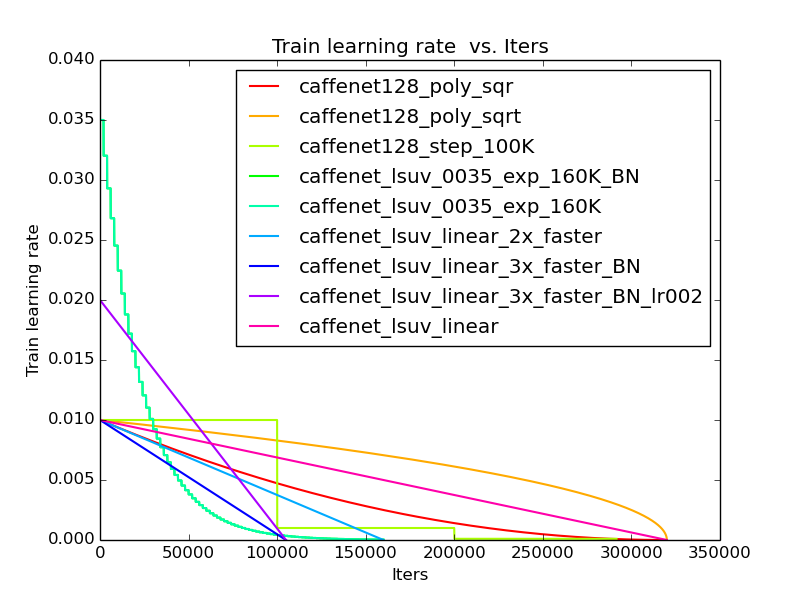 Train learning rate  vs. Iters
Train learning rate
0.040
0.035
0.030
0.025
0.020
0.015
0.010
0.005
0.000
caffenet128_poly_sqr
caffenet128_poly_sqrt
caffenet128_step_100K
caffenet_lsuv_0035_exp_160K_BN
caffenet_lsuv_0035_exp_160K
caffenet_lsuv_linear_2x_faster
caffenet_lsuv_linear_3x_faster_BN
caffenet_lsuv_linear_3x_faster_BN_lr002
caffenet_lsuv_linear
0 50000 100000 150000 200000 250000 300000 350000
Iters